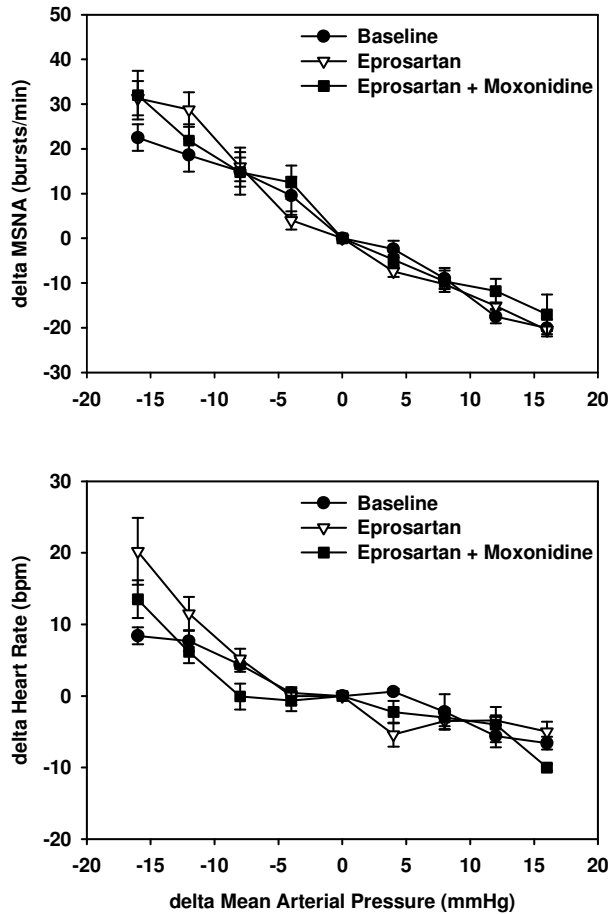 50
40
30
20
10
0
-10
-20
-30
delta MSNA (bursts/min)
Baseline
Eprosartan
Eprosartan + Moxonidine
-20 -15 -10 -5 0 5 10 15 20
30
20
10
0
-10
-20
delta Heart Rate (bpm)
Baseline
Eprosartan
Eprosartan + Moxonidine
-20 -15 -10 -5 0 5 10 15 20
delta Mean Arterial Pressure (mmHg)